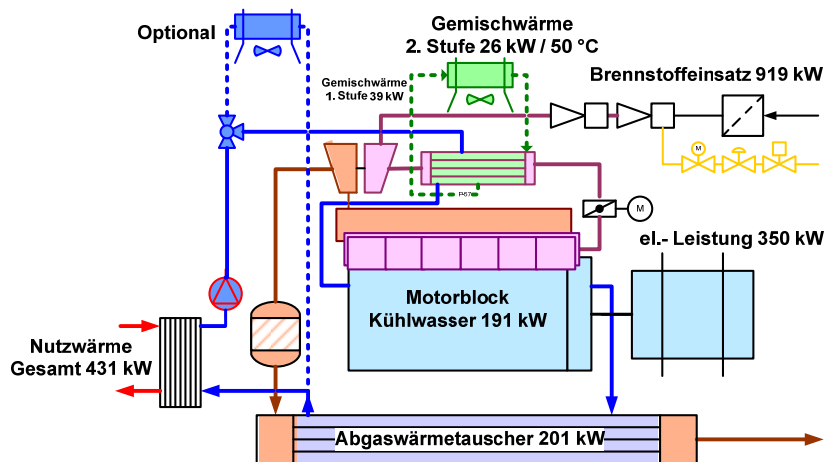 Optional
Gemischwärme
2. Stufe 26 kW / 50 °C
Gemischwärme
1. Stufe 39 kW
Brennstoffeinsatz 919 kW
M
M
el.- Leistung 350 kW
Motorblock
Kühlwasser 191 kW
Nutzwärme
Gesamt 431 kW
Abgaswärmetauscher 201 kW